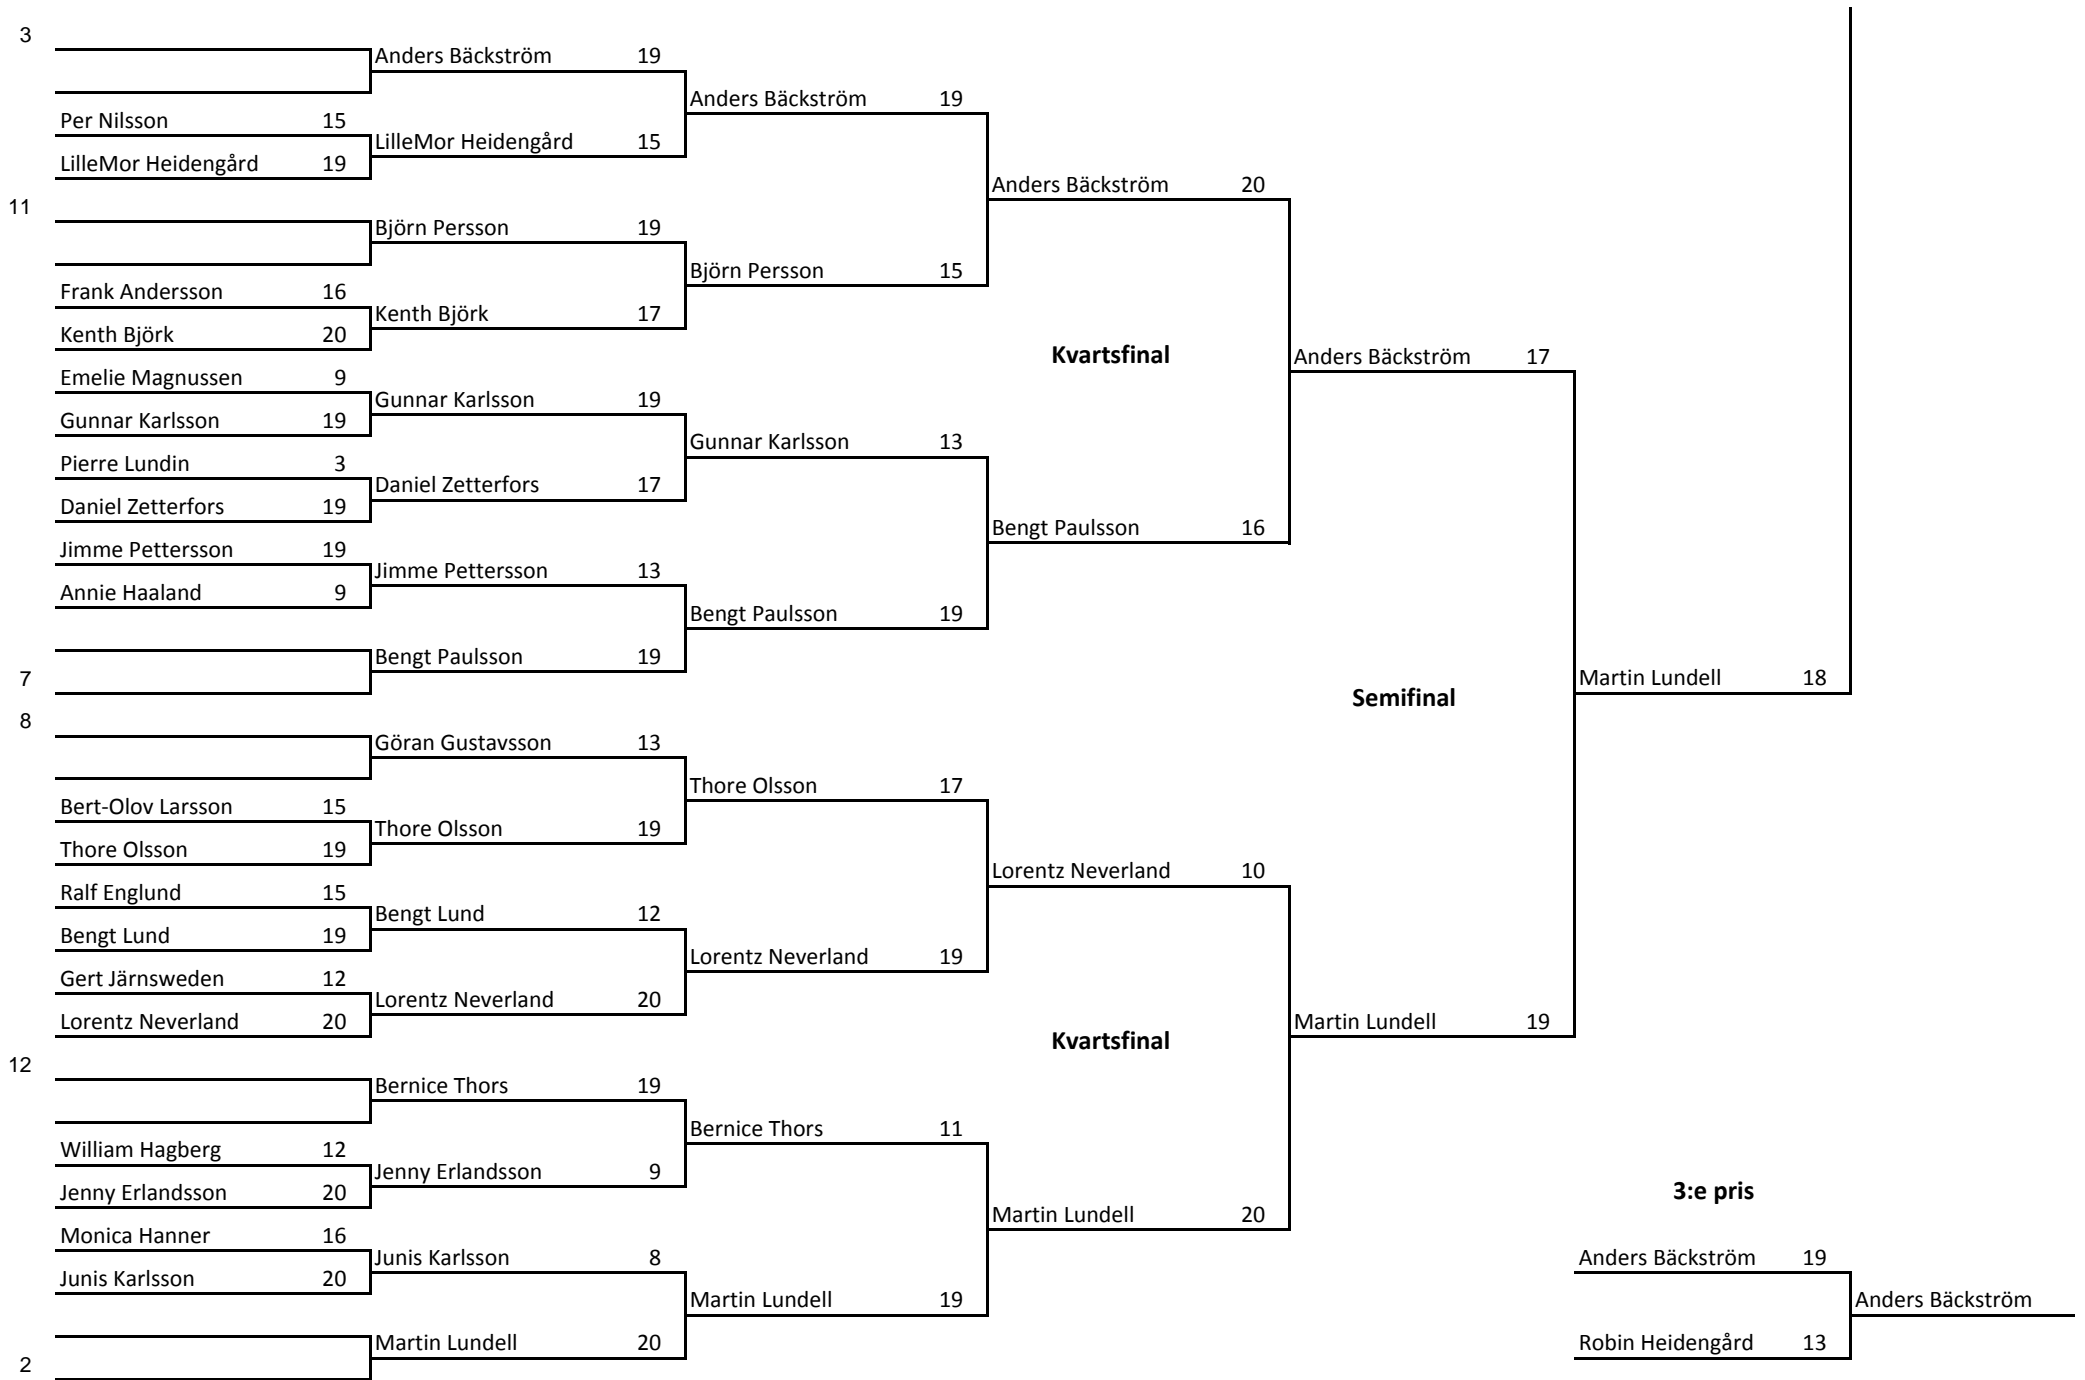 3
Anders Bäckström 19
Anders Bäckström 19
Per Nilsson 15
LilleMor Heidengård 15
LilleMor Heidengård 19
Anders Bäckström 20
11
Björn Persson 19
Björn Persson 15
Frank Andersson 16
Kenth Björk 17
Kenth Björk 20
Kvartsfinal
Anders Bäckström 17
Emelie Magnussen 9
Gunnar Karlsson 19
Gunnar Karlsson 19
Gunnar Karlsson 13
Pierre Lundin 3
Daniel Zetterfors 17
Daniel Zetterfors 19
Bengt Paulsson 16
Jimme Pettersson 19
Jimme Pettersson 13
Annie Haaland 9
Bengt Paulsson 19
Bengt Paulsson 19
7
Martin Lundell 18
Semifinal
8
Göran Gustavsson 13
Thore Olsson 17
Bert-Olov Larsson 15
Thore Olsson 19
Thore Olsson 19
Lorentz Neverland 10
Ralf Englund 15
Bengt Lund 12
Bengt Lund 19
Lorentz Neverland 19
Gert Järnsweden 12
Lorentz Neverland 20
Lorentz Neverland 20
Martin Lundell 19
Kvartsfinal
12
Bernice Thors 19
Bernice Thors 11
William Hagberg 12
Jenny Erlandsson 9
Jenny Erlandsson 20
3:e pris
Martin Lundell 20
Monica Hanner 16
Junis Karlsson 8
Junis Karlsson 20
Anders Bäckström 19
Martin Lundell 19
Anders Bäckström
Martin Lundell 20
Robin Heidengård 13
2